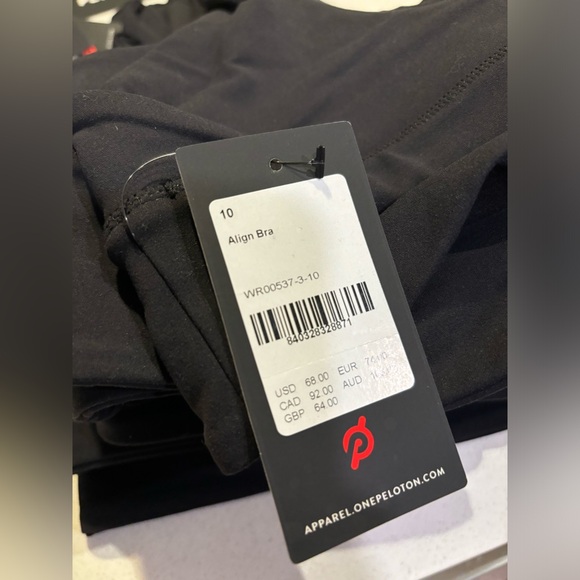 10
Align Bra
WR00537-3-10
840328328871
USD 68.00 EUR
CAD 92.00 AUD
GBP 64.00
APPAREL.ONEPELOTON.COM